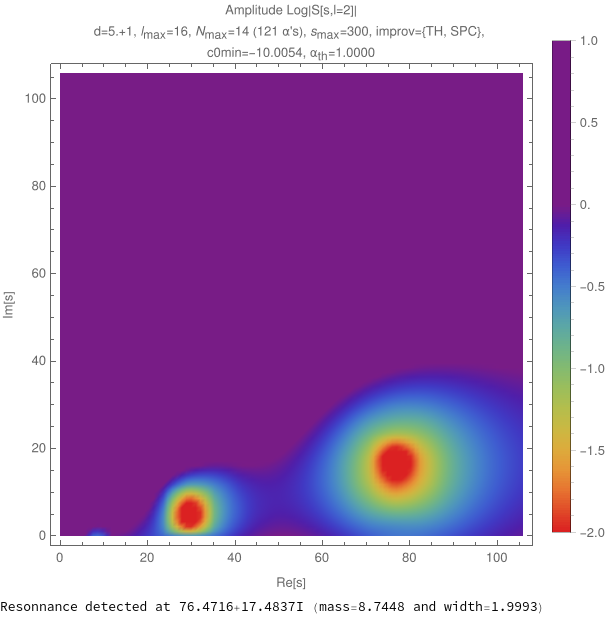 Amplitude Log|S[s,l=2]|
d=5.+1, lmax=16, Nmax=14 (121 α's), smax=300, improv={TH, SPC},
c0min=−10.0054, αth=1.0000
1.0
0.5
0.
−0.5
−1.0
−1.5
−2.0
100
80
60
40
20
0
Im[s]
0 20 40 60 80 100
Re[s]
Resonnance detected at 76.4716+17.4837I (mass=8.7448 and width=1.9993)